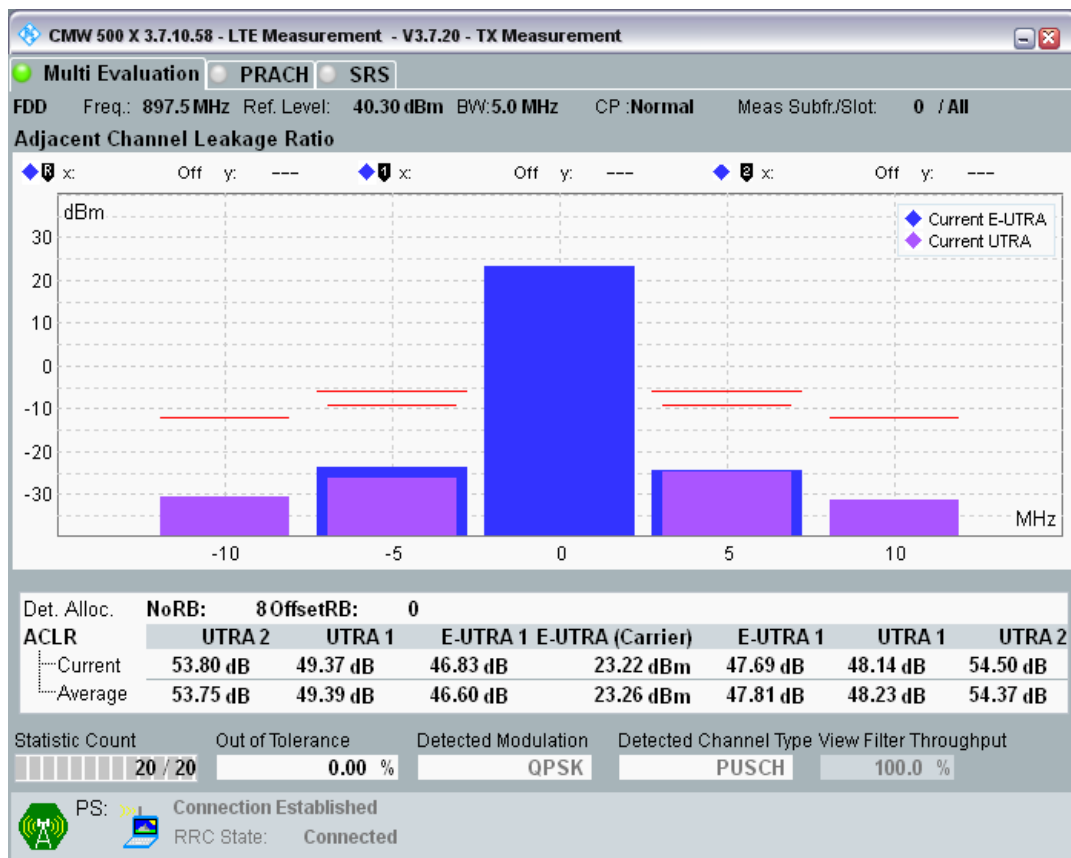 CMW 500 X 3.7.10.58 - LTE Measurement - V3.7.20 - TX Measurement
Multi Evaluation PRACH SRS
FDD Freq.: 897.5 MHz Ref. Level: 40.30 dBm BW:5.0 MHz CP :Normal Meas Subfr./Slot: 0 / All
Adjacent Channel Leakage Ratio
R x: Off y: --- 1 x: Off y: --- 2 x: Off y: ---
dBm
Current E-UTRA
Current UTRA
30
20
10
0
-10
-20
-30
MHz
-10 -5 0 5 10
Det. Alloc. NoRB: 8 OffsetRB: 0
ACLR UTRA 2 UTRA 1 E-UTRA 1 E-UTRA (Carrier) E-UTRA 1 UTRA 1 UTRA 2
Current 53.80 dB 49.37 dB 46.83 dB 23.22 dBm 47.69 dB 48.14 dB 54.50 dB
Average 53.75 dB 49.39 dB 46.60 dB 23.26 dBm 47.81 dB 48.23 dB 54.37 dB
Statistic Count Out of Tolerance Detected Modulation Detected Channel Type View Filter Throughput
20 / 20 0.00 % QPSK PUSCH 100.0 %
PS: Connection Established
RRC State: Connected